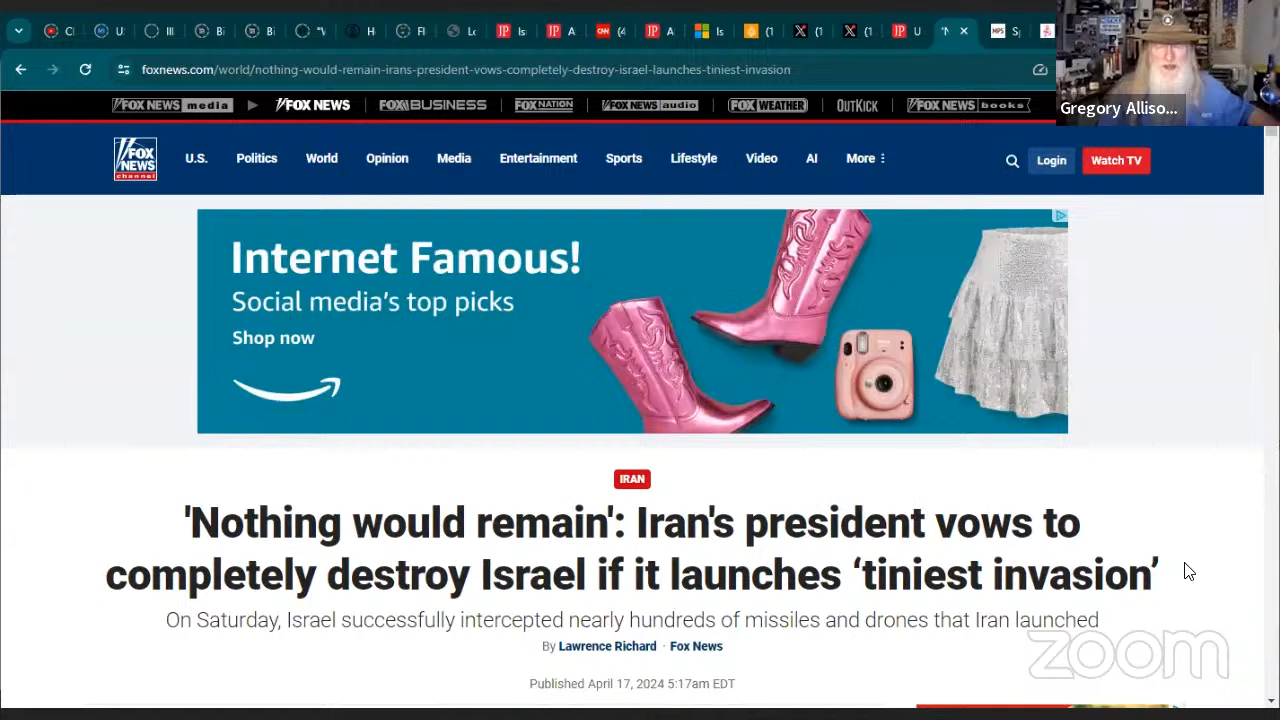 foxnews.com/world/nothing-would-remain-irans-president-vows-completely-destroy-israel-launches-tiniest-invasion
Gregory Alliso...
FOX NEWS media
FOX NEWS
FOX BUSINESS
FOX NATION
FOX NEWS audio
FOX WEATHER
OUTKICK
FOX NEWS books
FOX NEWS channel
U.S.
Politics
World
Opinion
Media
Entertainment
Sports
Lifestyle
Video
AI
More
Login
Watch TV
Internet Famous!
Social media's top picks
Shop now
IRAN
'Nothing would remain': Iran's president vows to
completely destroy Israel if it launches ‘tiniest invasion’
On Saturday, Israel successfully intercepted nearly hundreds of missiles and drones that Iran launched
By Lawrence Richard · Fox News
zoom
Published April 17, 2024 5:17am EDT